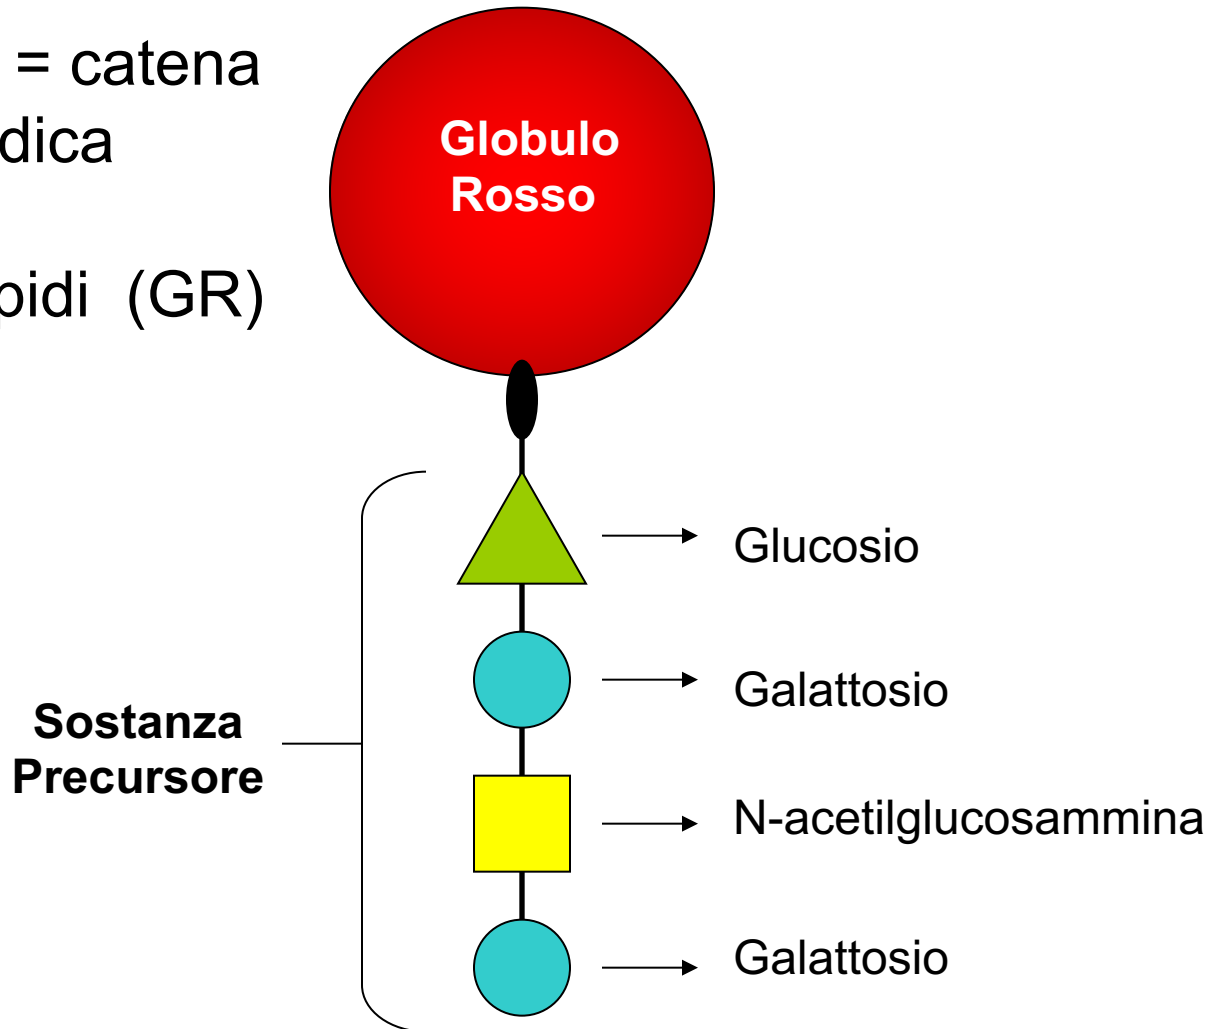 = catena
dica
pidi (GR)
Globulo
Rosso
Glucosio
Galattosio
Sostanza
Precursore
N-acetilglucosammina
Galattosio